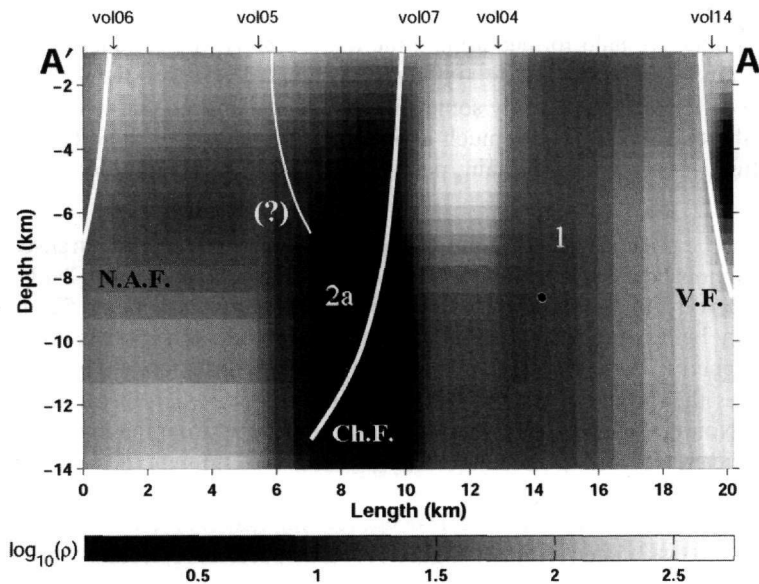 vol06 vol05 vol07 vol04 vol14
A′ A
−2
−4
−6
−8
−10
−12
−14
Depth (km)
(?)
1
N.A.F. 2a V.F.
Ch.F.
0 2 4 6 8 10 12 14 16 18 20
Length (km)
log10(ρ)
0.5 1 1.5 2 2.5